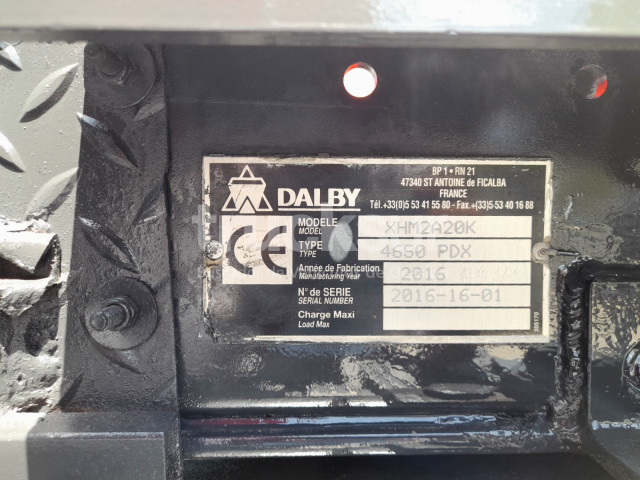 BP 1 • RN 21
47340 ST ANTOINE de FICALBA
FRANCE
DALBY
Tél.+33(0)5 53 41 55 80 - Fax.+(33)5 53 40 16 88
CE
MODELE
MODEL
XHM2A20K
TYPE
TYPE
4650 PDX
Année de Fabrication
Manufacturing Year
2016
N° de SERIE
SERIAL NUMBER
2016-16-01
Charge Maxi
Load Max